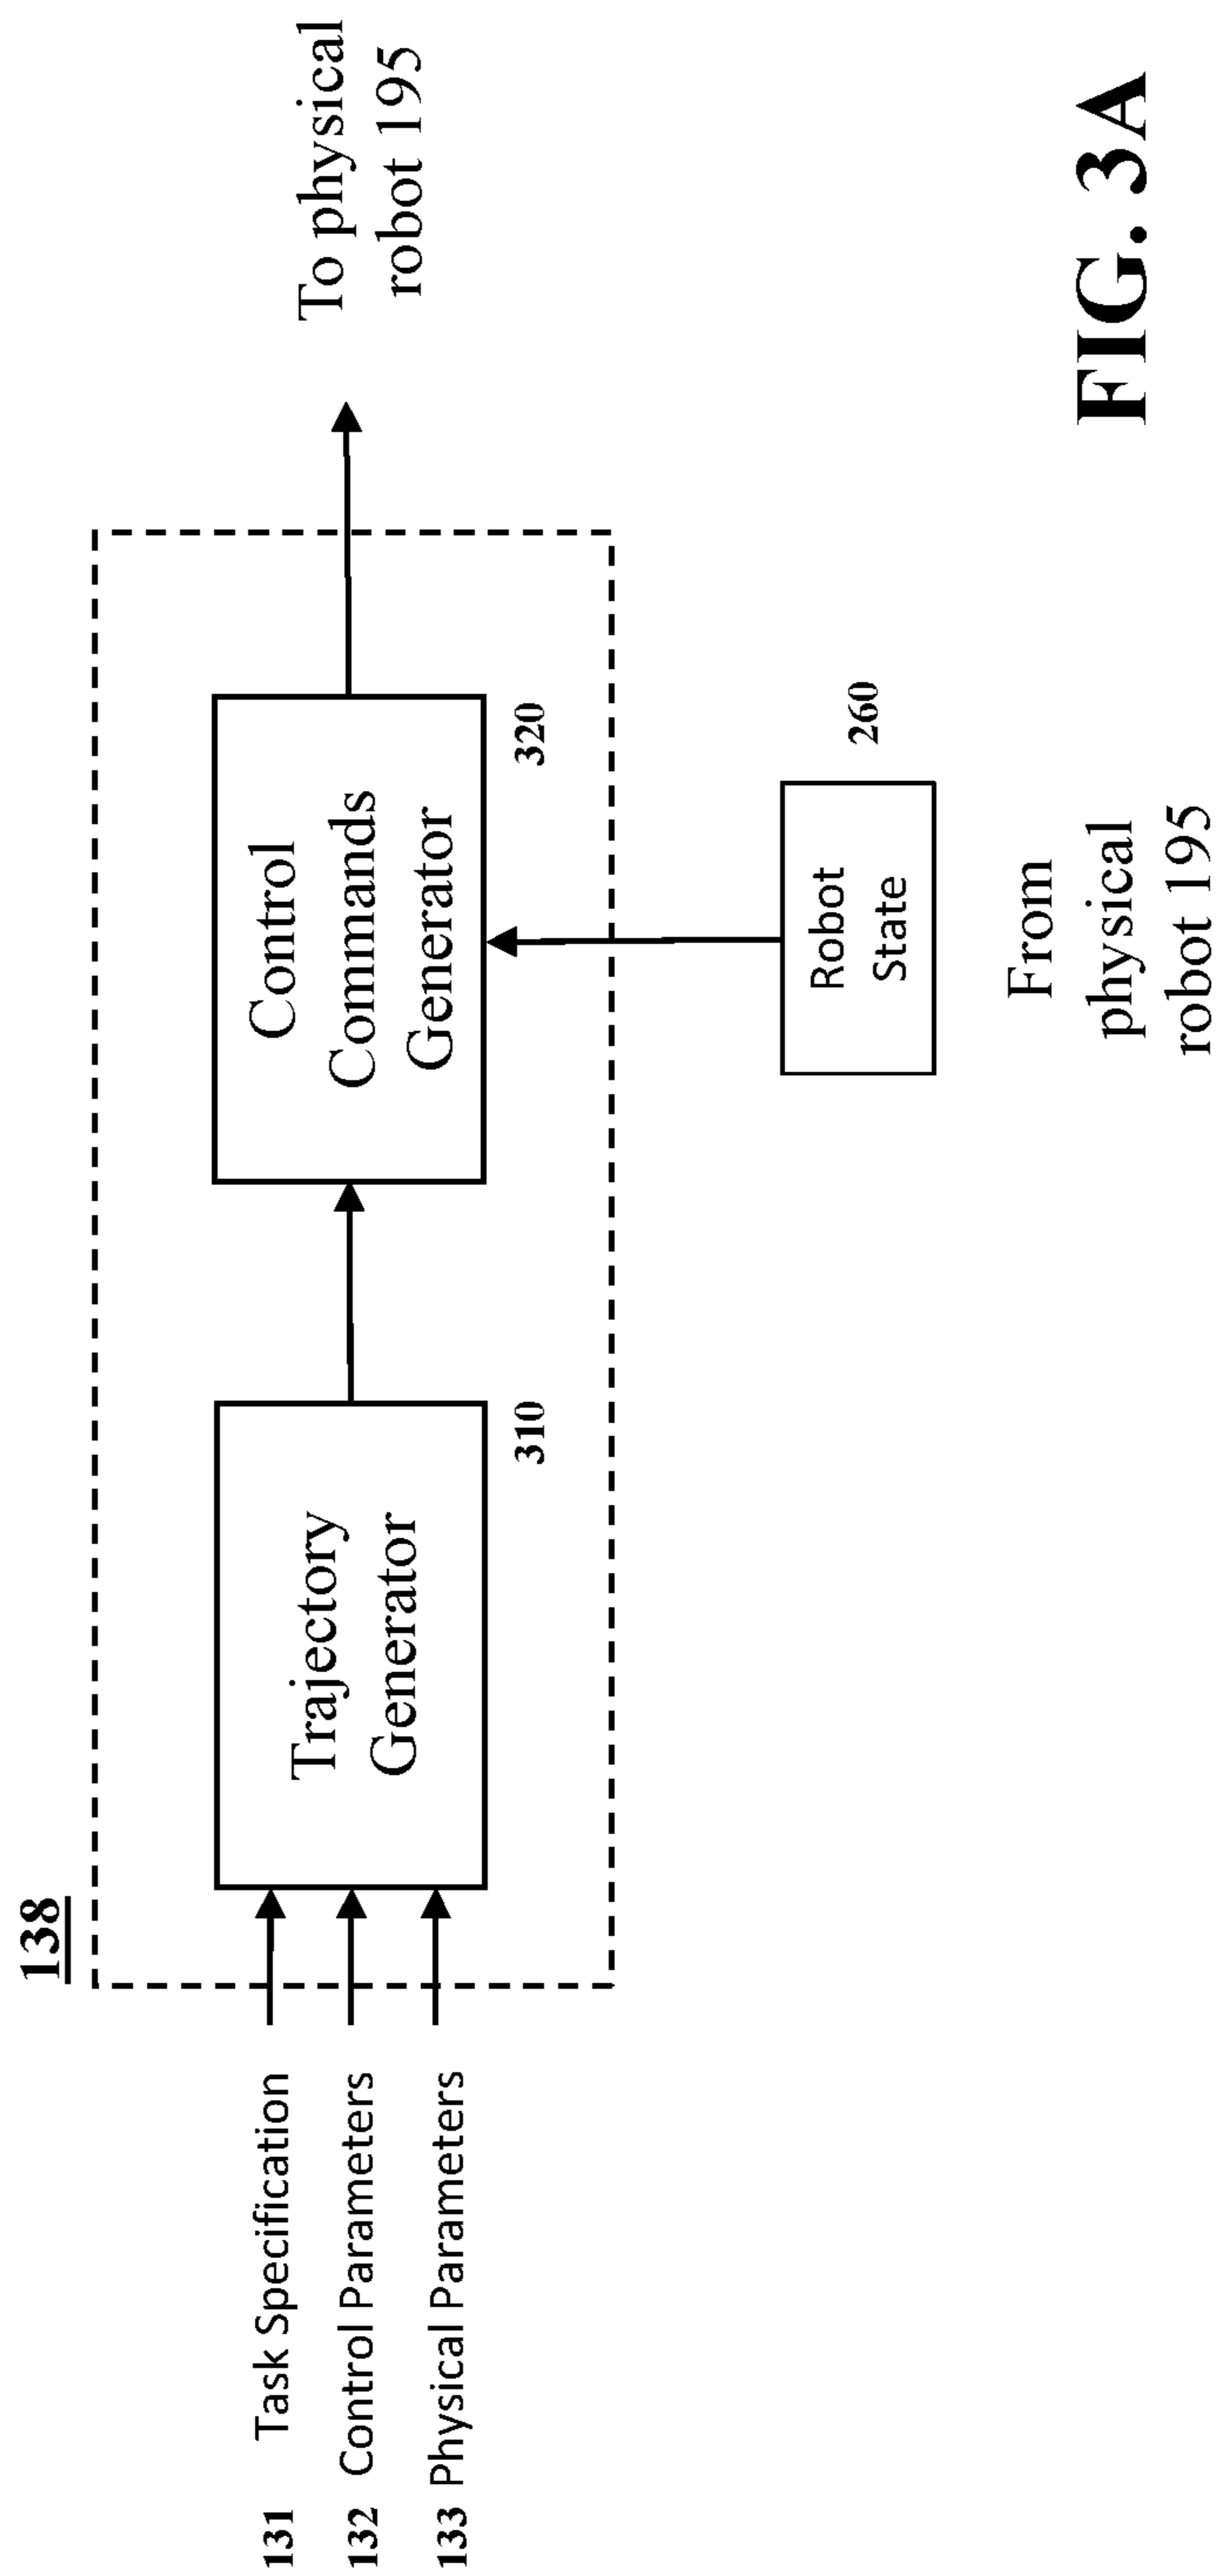 138
131 Task Specification
132 Control Parameters
133 Physical Parameters
Trajectory
Generator
310
Control
Commands
Generator
320
To physical
robot 195
Robot
State
260
From
physical
robot 195
FIG. 3A